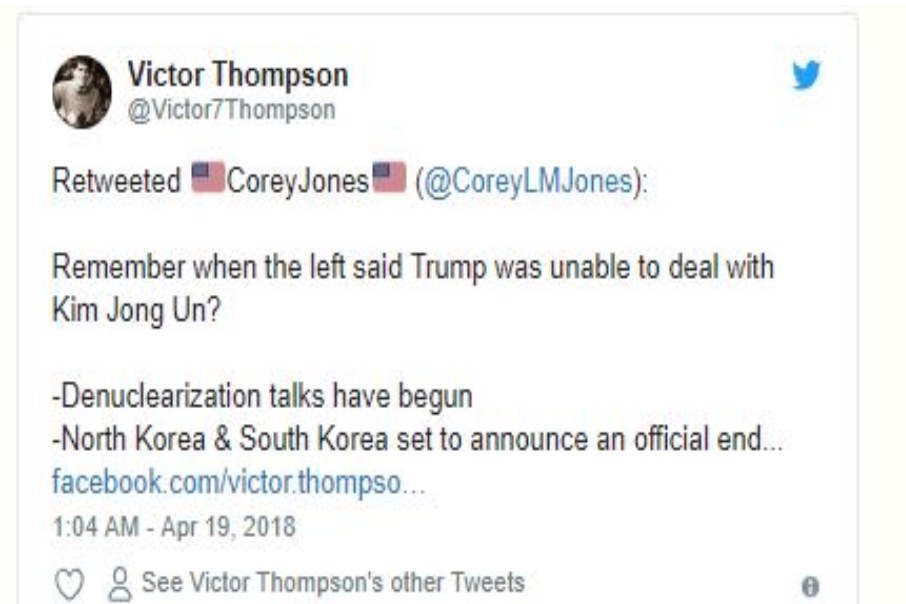 Victor Thompson
@Victor7Thompson
Retweeted 🇺🇸CoreyJones🇺🇸 (@CoreyLMJones):
Remember when the left said Trump was unable to deal with
Kim Jong Un?
-Denuclearization talks have begun
-North Korea & South Korea set to announce an official end...
facebook.com/victor.thompso...
1:04 AM - Apr 19, 2018
See Victor Thompson's other Tweets